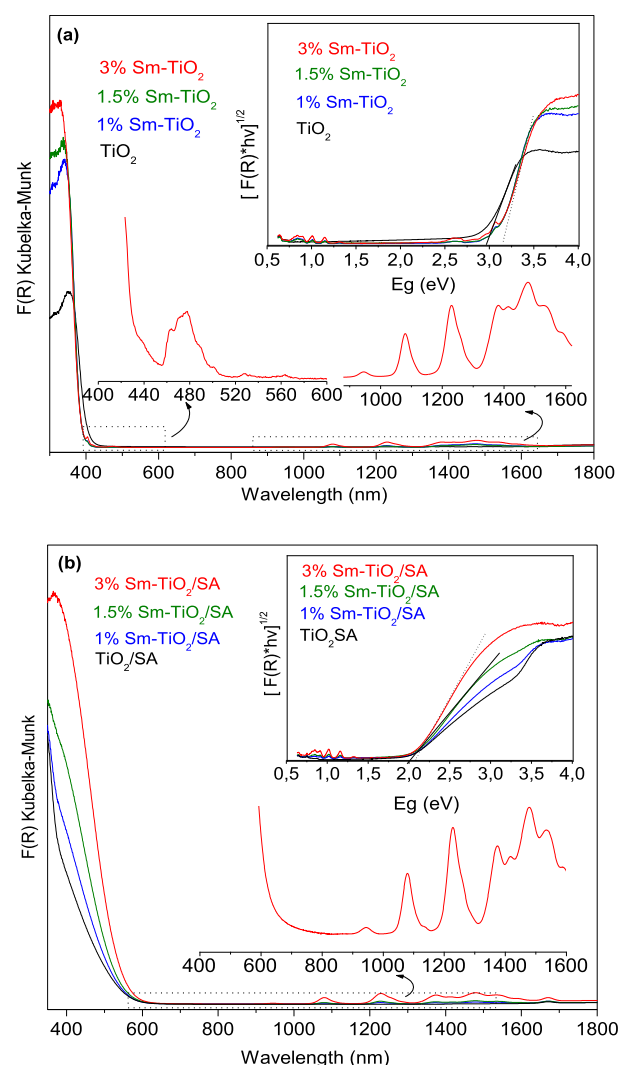 (a)
3% Sm-TiO2
1.5% Sm-TiO2
1% Sm-TiO2
TiO2
F(R) Kubelka-Munk
3% Sm-TiO2
1.5% Sm-TiO2
1% Sm-TiO2
TiO2
[ F(R)*hv]1/2
0,5 1,0 1,5 2,0 2,5 3,0 3,5 4,0
Eg (eV)
400 440 480 520 560 600
1000 1200 1400 1600
400 600 800 1000 1200 1400 1600 1800
Wavelength (nm)
(b)
3% Sm-TiO2/SA
1.5% Sm-TiO2/SA
1% Sm-TiO2/SA
TiO2/SA
F(R) Kubelka-Munk
3% Sm-TiO2/SA
1.5% Sm-TiO2/SA
1% Sm-TiO2/SA
TiO2SA
[ F(R)*hv]1/2
0,5 1,0 1,5 2,0 2,5 3,0 3,5 4,0
Eg (eV)
400 600 800 1000 1200 1400 1600
400 600 800 1000 1200 1400 1600 1800
Wavelength (nm)